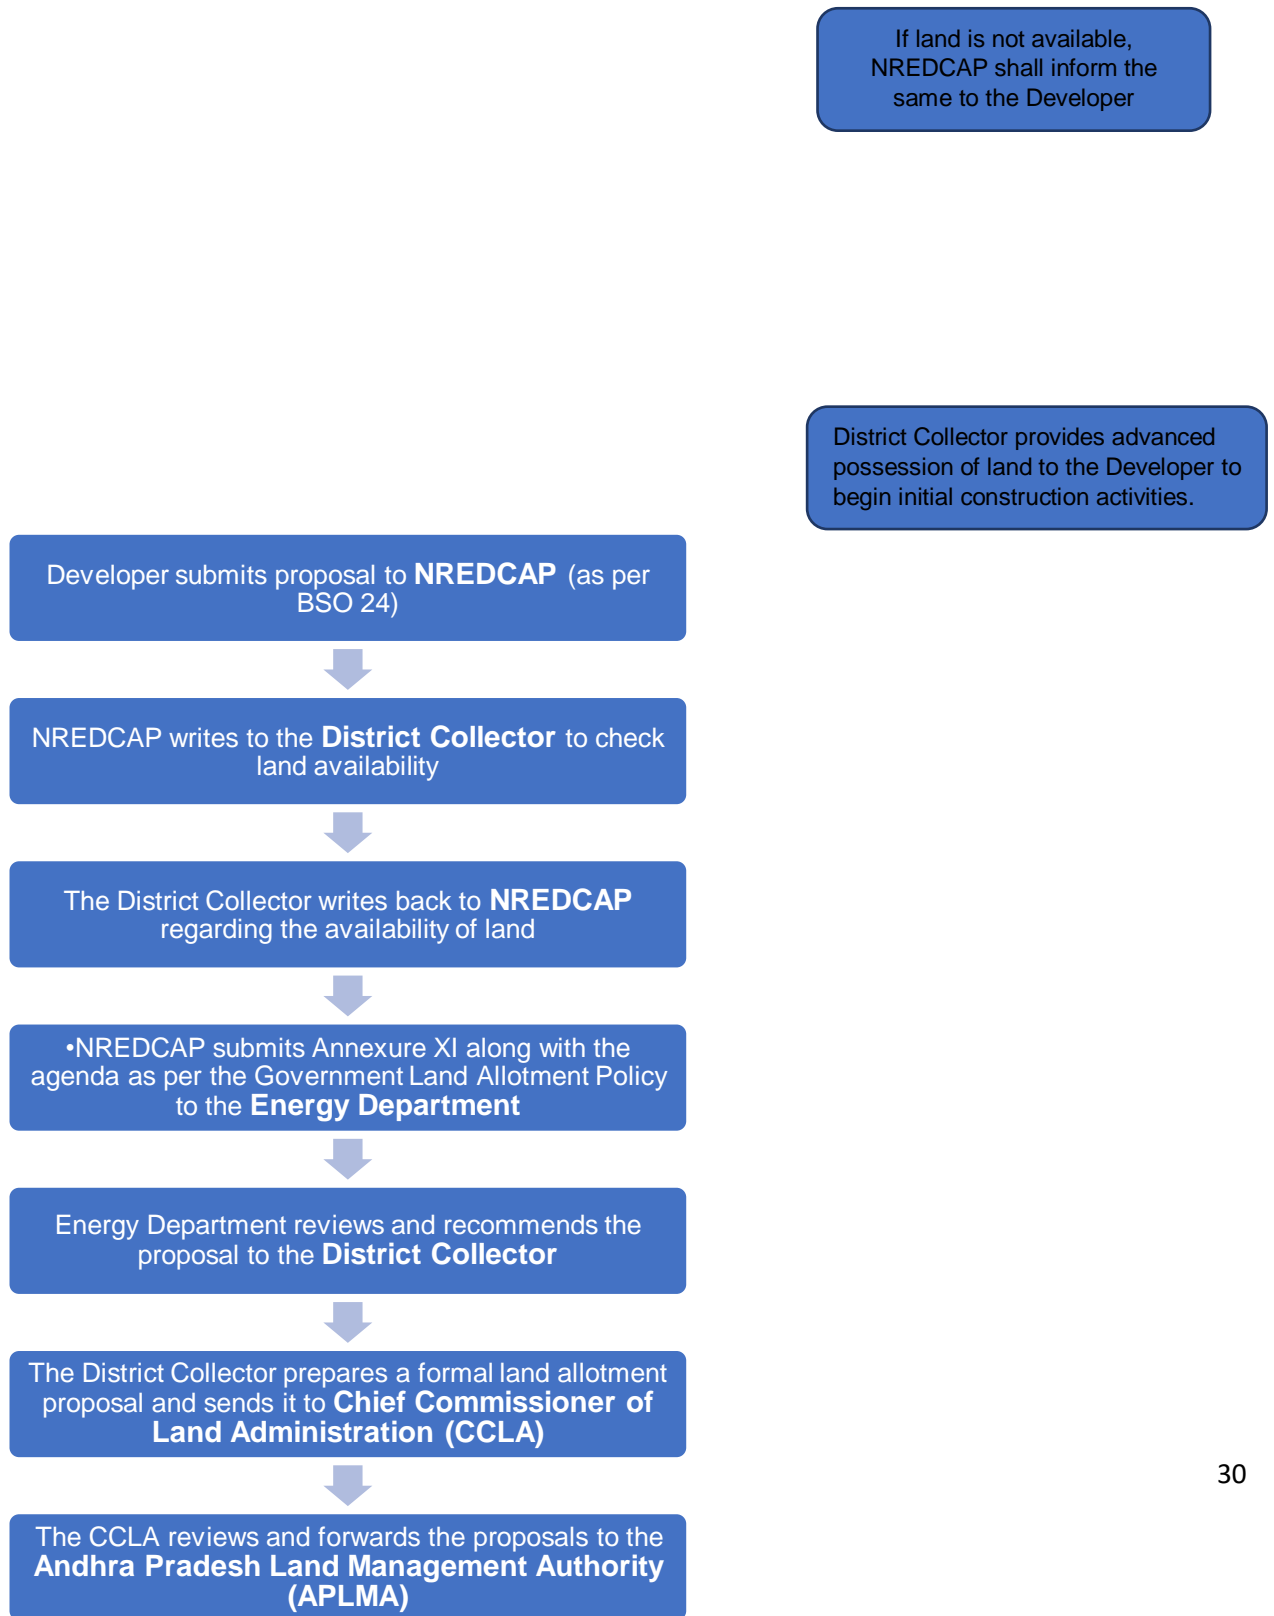 If land is not available,
NREDCAP shall inform the
same to the Developer
District Collector provides advanced
possession of land to the Developer to
begin initial construction activities.
Developer submits proposal to NREDCAP (as per
BSO 24)
NREDCAP writes to the District Collector to check
land availability
The District Collector writes back to NREDCAP
regarding the availability of land
•NREDCAP submits Annexure XI along with the
agenda as per the Government Land Allotment Policy
to the Energy Department
Energy Department reviews and recommends the
proposal to the District Collector
The District Collector prepares a formal land allotment
proposal and sends it to Chief Commissioner of
Land Administration (CCLA)
30
The CCLA reviews and forwards the proposals to the
Andhra Pradesh Land Management Authority
(APLMA)